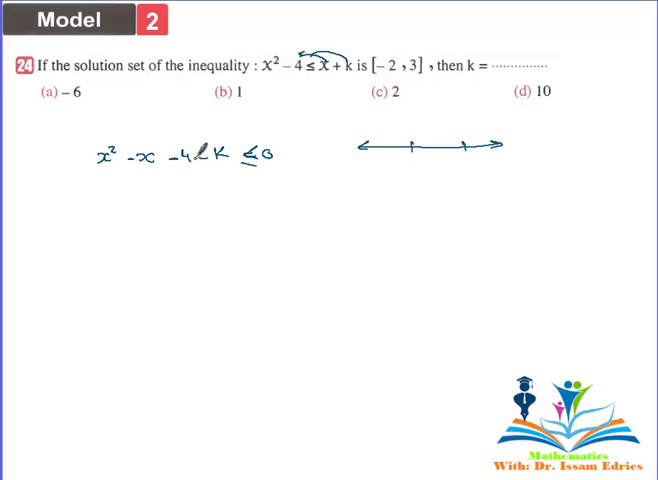 Model 2
24 If the solution set of the inequality : x² – 4 ≤ x + k is [– 2 , 3] , then k = ...............
(a) – 6 (b) 1 (c) 2 (d) 10
x² -x -4 k ≤ 0
Mathematics
With: Dr. Issam Edries